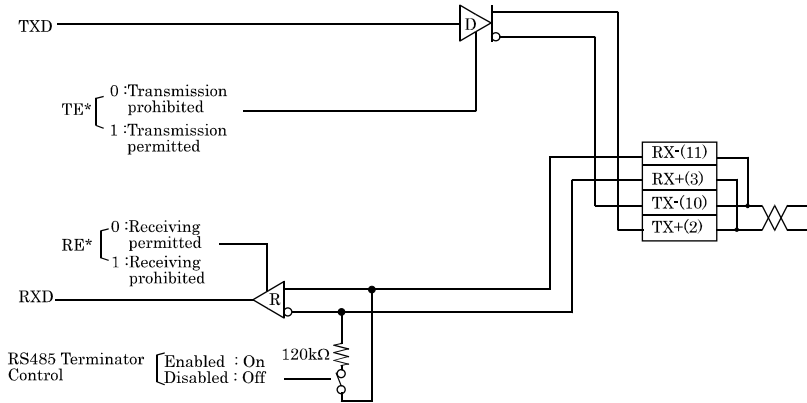 TXD
D
TE*
0 :Transmission
prohibited
1 :Transmission
permitted
RX-(11)
RX+(3)
TX-(10)
TX+(2)
RE*
0 :Receiving
permitted
1 :Receiving
prohibited
RXD
R
120kΩ
RS485 Terminator
Control
Enabled : On
Disabled : Off